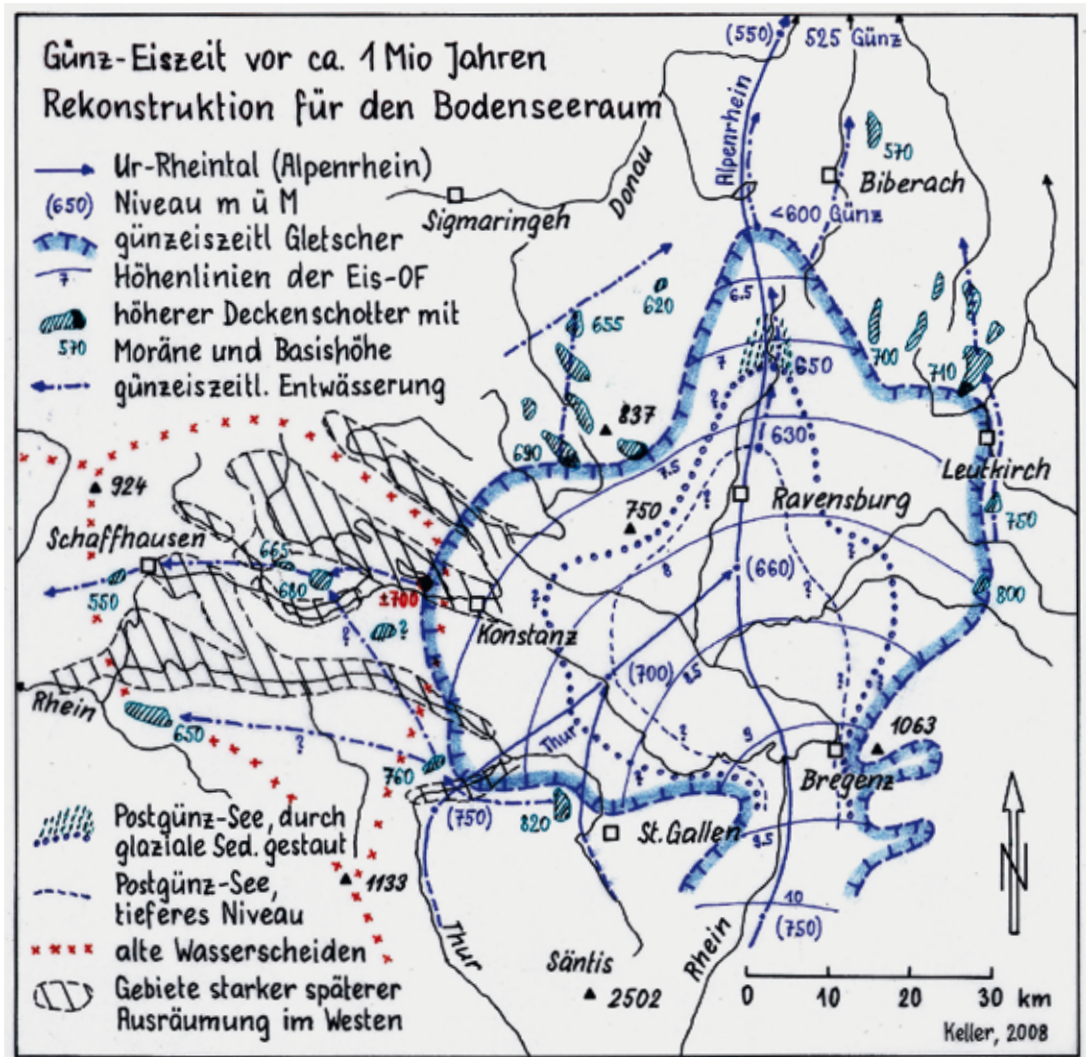 Günz-Eiszeit vor ca. 1 Mio Jahren
Rekonstruktion für den Bodenseeraum
Ur-Rheintal (Alpenrhein)
(650) Niveau m ü M
günzeiszeitl Gletscher
7 Höhenlinien der Eis-OF
höherer Deckenschotter mit
570 Moräne und Basishöhe
günzeiszeitl. Entwässerung
(550) 525 Günz
Alpenrhein
Donau
570
Biberach
Sigmaringen
<600 Günz
6.5
620
655
7
650
700
710
837
690
7.5
630
Leutkirch
924
750
Ravensburg
750
Schaffhausen
665
680
550
±700
8
(660)
800
Konstanz
?
(700)
8.5
Rhein
650
?
Thur
9
1063
760
Bregenz
(750)
820
St.Gallen
9.5
Postgünz-See, durch
glaziale Sed. gestaut
Postgünz-See,
tieferes Niveau
1133
10
(750)
N
alte Wasserscheiden
Thur
Säntis
2502
Rhein
Gebiete starker späterer
Ausräumung im Westen
0 10 20 30 km
Keller, 2008